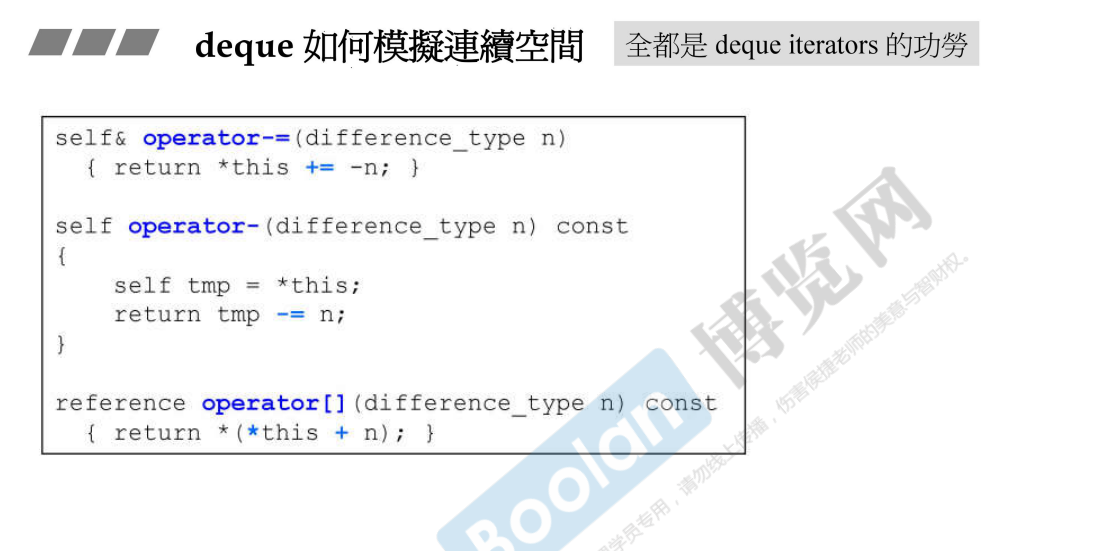 deque 如何模擬連續空間
全都是 deque iterators 的功勞
self& operator-=(difference_type n)
{ return *this += -n; }
self operator-(difference_type n) const
{
self tmp = *this;
return tmp -= n;
}
reference operator[](difference_type n) const
{ return *(*this + n); }
Boolan
博览网
学员专用,请勿线上传播,伤害侯捷老师的美意与智财权。